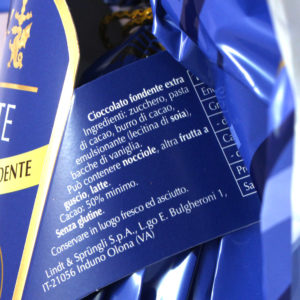 TE
NDENTE
Cioccolato fondente extra
Ingredienti: zucchero, pasta
di cacao, burro di cacao,
emulsionante (lecitina di soia),
bacche di vaniglia.
Può contenere nocciole, altra frutta a
guscio, latte.
Cacao: 50% minimo.
Senza glutine.
Conservare in luogo fresco ed asciutto.
Lindt & Sprüngli S.p.A., L.go E. Bulgheroni 1,
IT-21056 Induno Olona (VA)